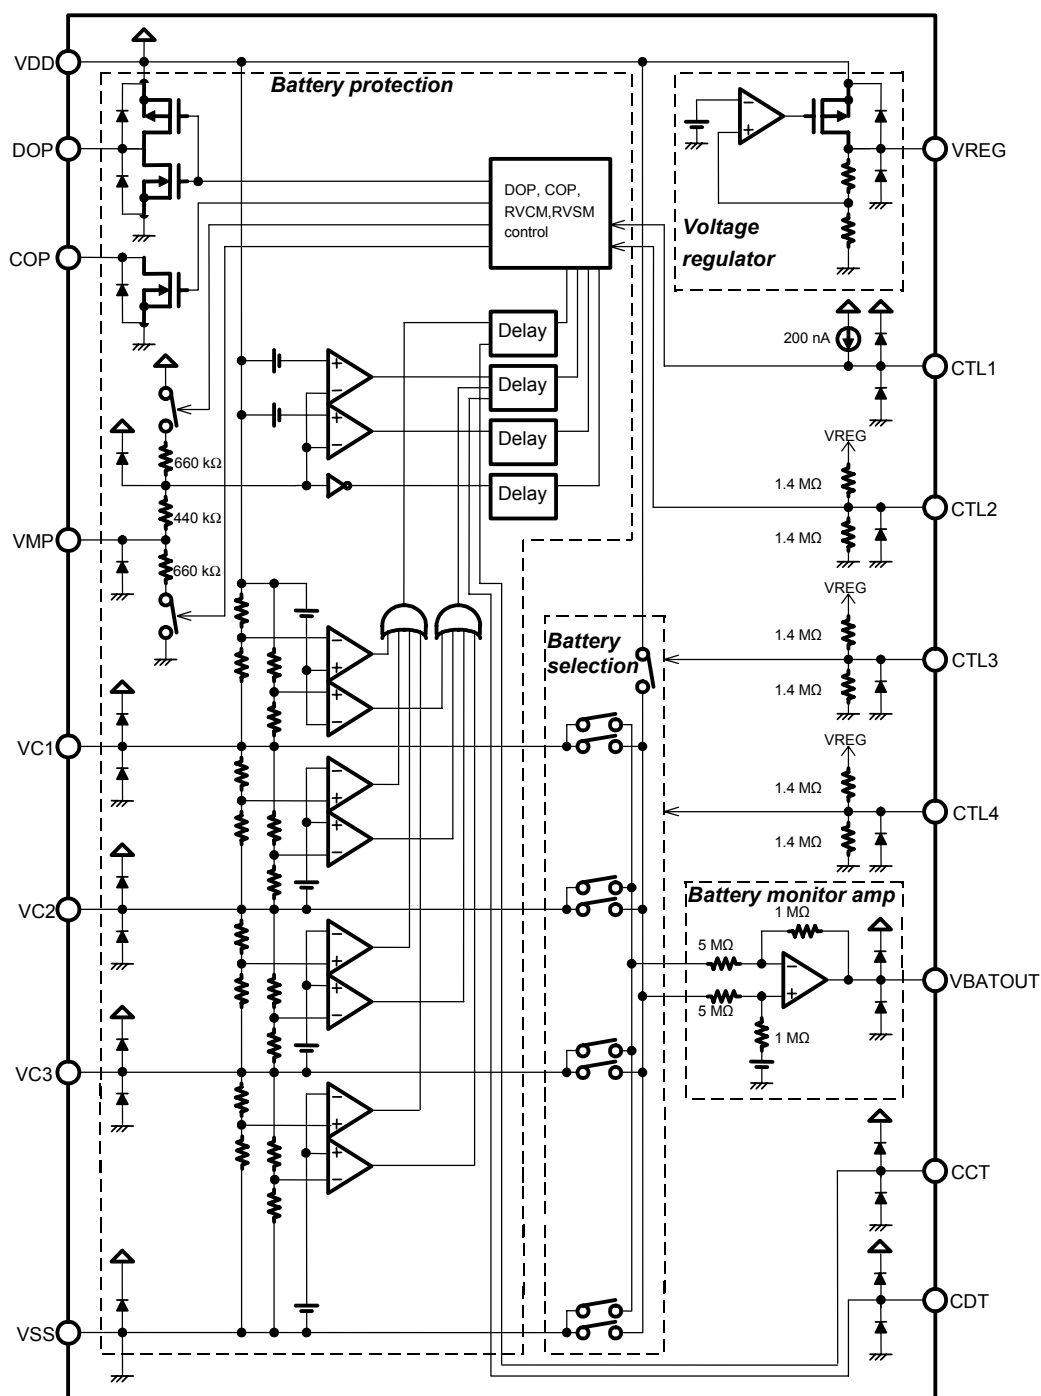 VDD
Battery protection
DOP
DOP, COP,
RVCM,RVSM
control
VREG
Voltage
regulator
COP
Delay
200 nA
CTL1
Delay
Delay
VREG
660 kΩ
1.4 MΩ
Delay
CTL2
440 kΩ
VMP
1.4 MΩ
660 kΩ
VREG
Battery
selection
1.4 MΩ
CTL3
1.4 MΩ
VC1
VREG
1.4 MΩ
CTL4
1.4 MΩ
Battery monitor amp
VC2
1 MΩ
5 MΩ
VBATOUT
5 MΩ
1 MΩ
VC3
CCT
CDT
VSS